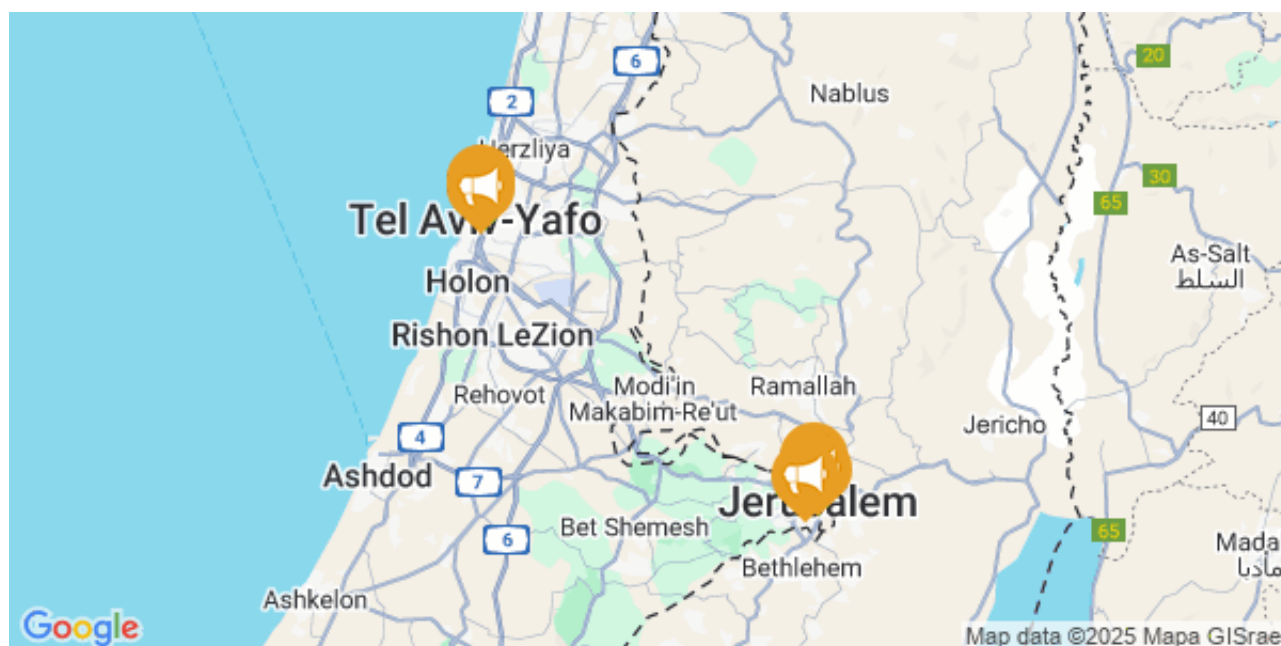 6
20
Nablus
2
Herzliya
30
65
Tel Aviv-Yafo
As-Salt
السلط
Holon
Rishon LeZion
Modi'in
Makabim-Re'ut
Ramallah
Rehovot
40
Jericho
4
Ashdod
7
Jerusalem
Bet Shemesh
6
65
Mada
مادبا
Bethlehem
Ashkelon
Google
Map data ©2025 Mapa GISrae